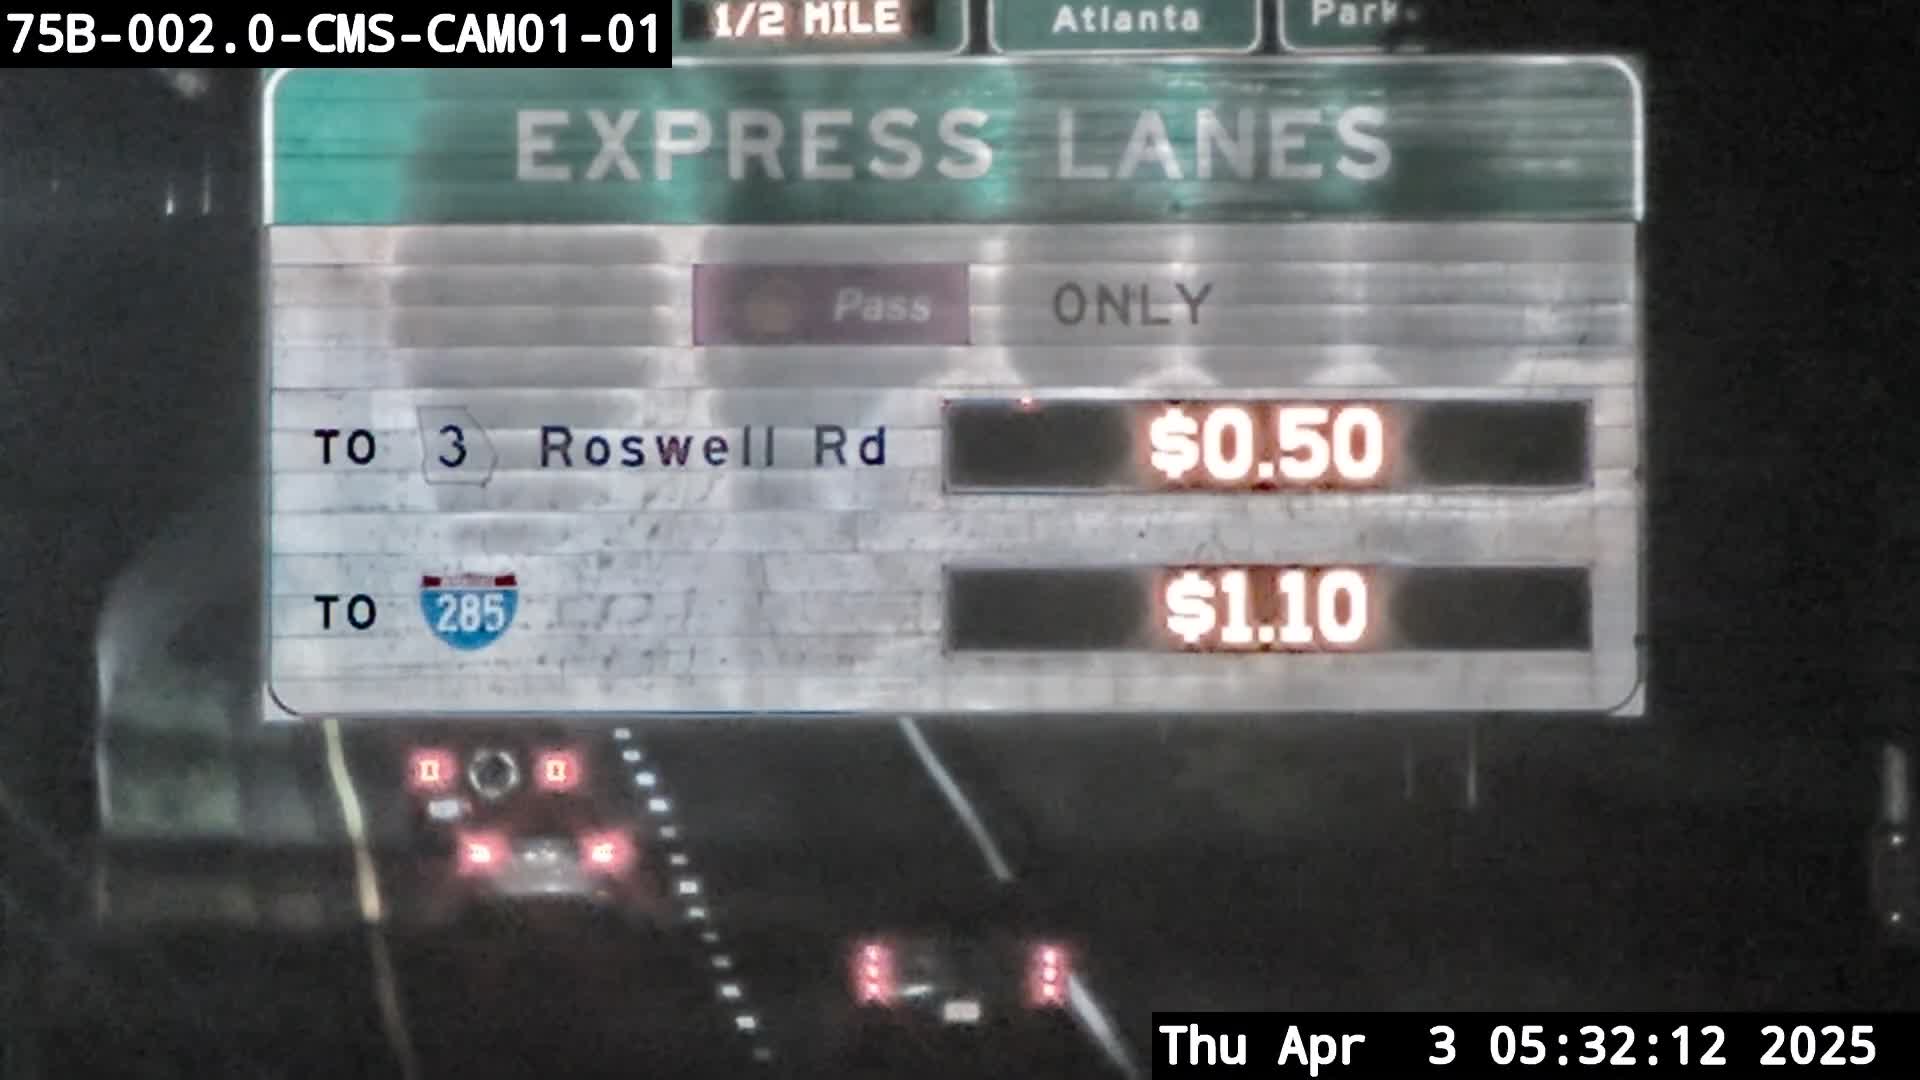 75B-002.0-CMS-CAM01-01
1/2 MILE
Atlanta
Park
EXPRESS LANES
Pass ONLY
TO 3 Roswell Rd $0.50
TO 285 $1.10
Thu Apr 3 05:32:12 2025